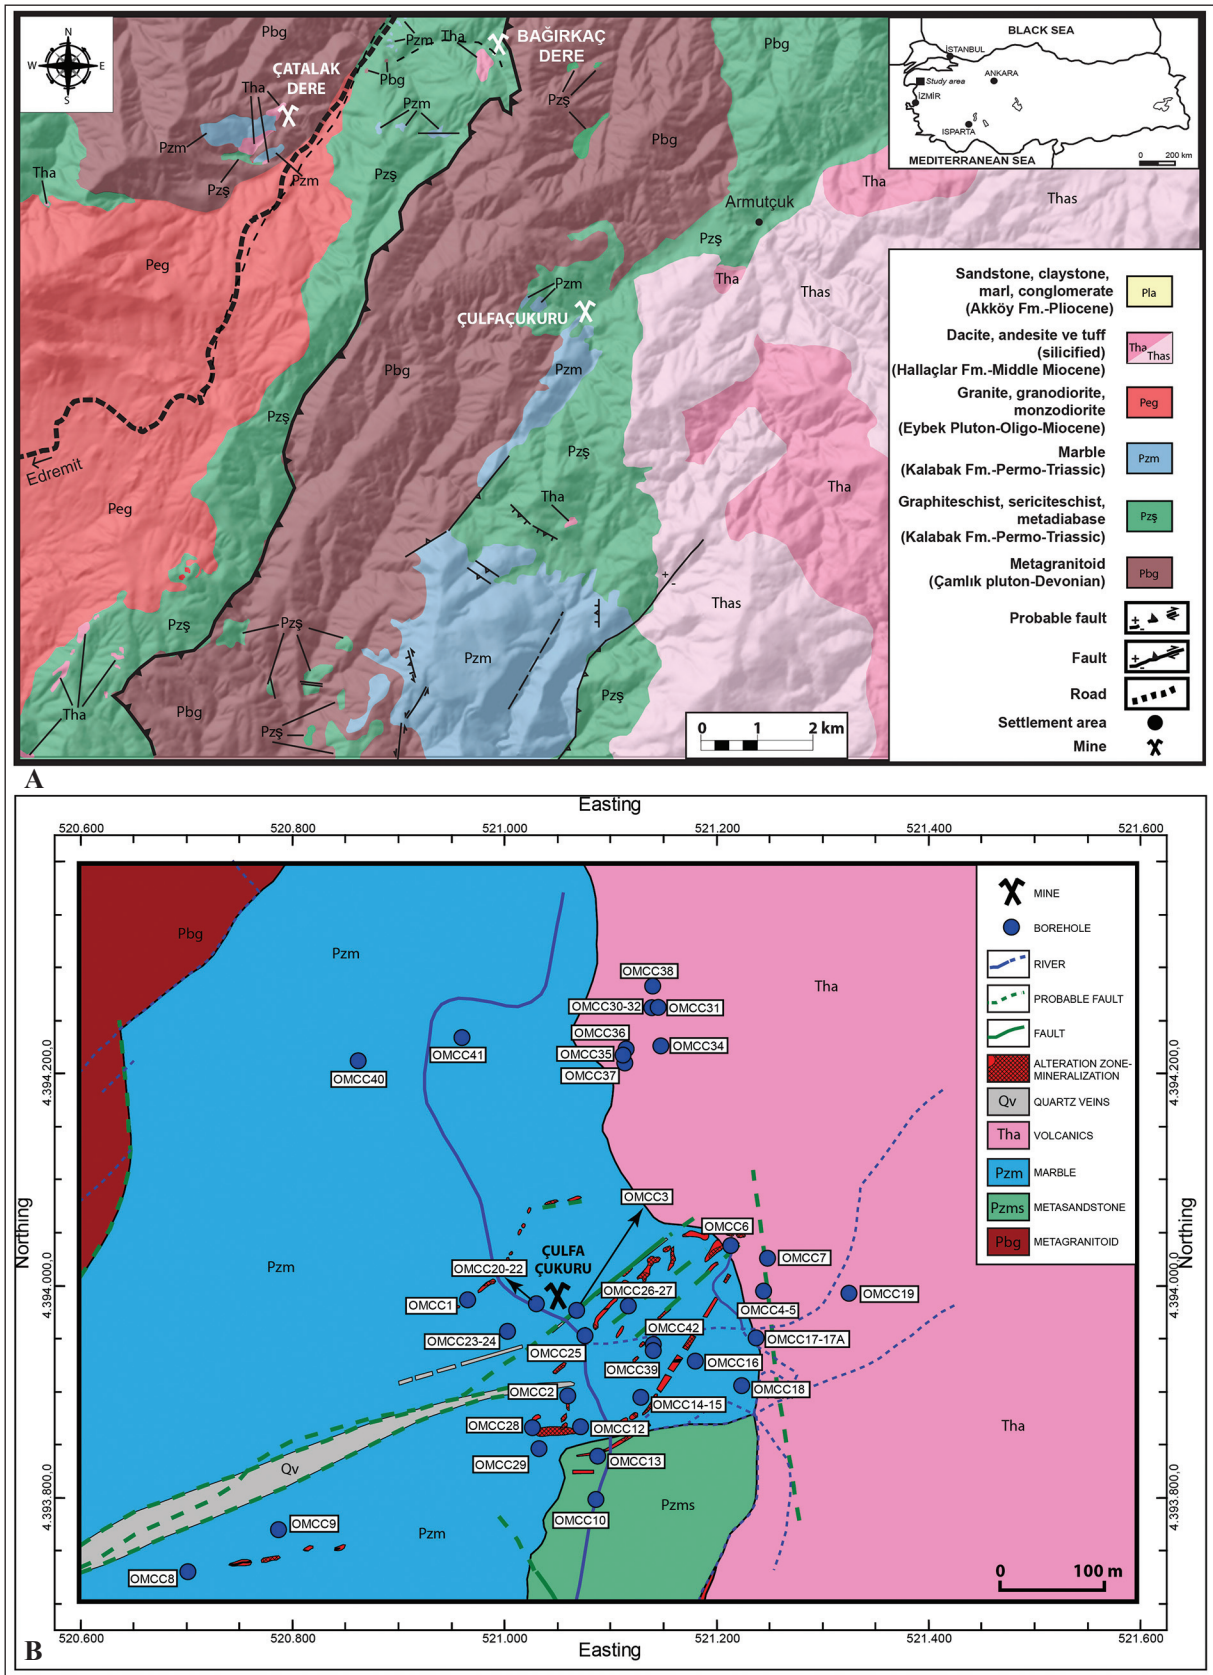 N
W
E
S
Pbg
Pzm
Tha
BAĞIRKAÇ
DERE
Pbg
BLACK SEA
İSTANBUL
ANKARA
Study area
İZMİR
ISPARTA
MEDITERRANEAN SEA
0 200 km
ÇATALAK
DERE
Tha
Pbg
Pzm
Pzş
Pzm
Pbg
Tha
Pzş
Pzm
Pzş
Tha
Thas
Armutçuk
Pzş
Peg
Pzm
Tha
Thas
ÇULFAÇUKURU
Pbg
Pzm
Pzş
Edremit
Pzş
Tha
Tha
Peg
+
-
Thas
Pzş
Pzş
Pzm
Pzş
Tha
Pbg
Pzş
0 1 2 km
Sandstone, claystone,
marl, conglomerate
(Akköy Fm.-Pliocene)
Pla
Dacite, andesite ve tuff
(silicified)
(Hallaçlar Fm.-Middle Miocene)
Tha
Thas
Granite, granodiorite,
monzodiorite
(Eybek Pluton-Oligo-Miocene)
Peg
Marble
(Kalabak Fm.-Permo-Triassic)
Pzm
Graphiteschist, sericiteschist,
metadiabase
(Kalabak Fm.-Permo-Triassic)
Pzş
Metagranitoid
(Çamlık pluton-Devonian)
Pbg
Probable fault
+
-
Fault
+
-
Road
Settlement area
Mine
A
Easting
520.600 520.800 521.000 521.200 521.400 521.600
Northing
4.394.200,0
4.394.000,0
4.393.800,0
Pbg
Pzm
Tha
OMCC38
OMCC30-32
OMCC31
OMCC36
OMCC35
OMCC34
OMCC37
OMCC41
OMCC40
OMCC3
OMCC6
ÇULFA
ÇUKURU
OMCC7
Pzm
OMCC20-22
OMCC26-27
OMCC1
OMCC4-5
OMCC19
OMCC23-24
OMCC42
OMCC17-17A
OMCC25
OMCC39
OMCC16
OMCC2
OMCC18
OMCC14-15
OMCC28
OMCC12
Tha
OMCC29
OMCC13
Qv
Pzms
OMCC10
OMCC9
Pzm
OMCC8
MINE
BOREHOLE
RIVER
PROBABLE FAULT
FAULT
ALTERATION ZONE-
MINERALIZATION
Qv QUARTZ VEINS
Tha VOLCANICS
Pzm MARBLE
Pzms METASANDSTONE
Pbg METAGRANITOID
0 100 m
4.394.200,0
4.394.000,0
4.393.800,0
Northing
520.600 520.800 521.000 521.200 521.400 521.600
Easting
B